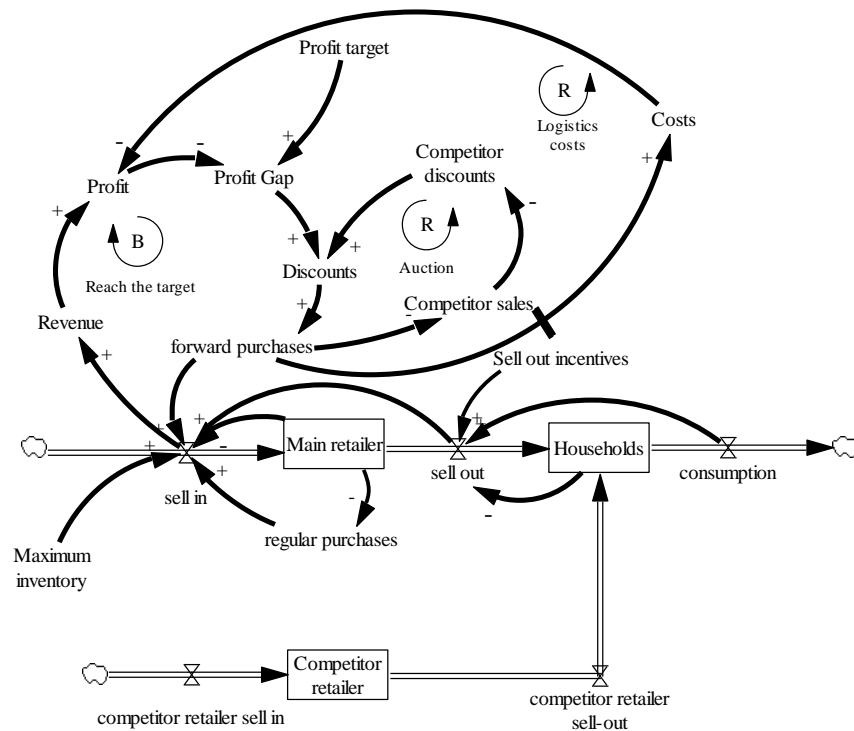 Profit target
R
Logistics
costs
Costs
-
-
+
+
Profit
Profit Gap
Competitor
discounts
+
+
B
Reach the target
R
Auction
-
+
+
Discounts
+
Revenue
Competitor sales
-
forward purchases
+
Sell out incentives
+
+
+
+
-
+
+
+
Main retailer
Households
sell in
sell out
consumption
-
-
regular purchases
Maximum
inventory
Competitor
retailer
competitor retailer sell in
competitor retailer
sell-out